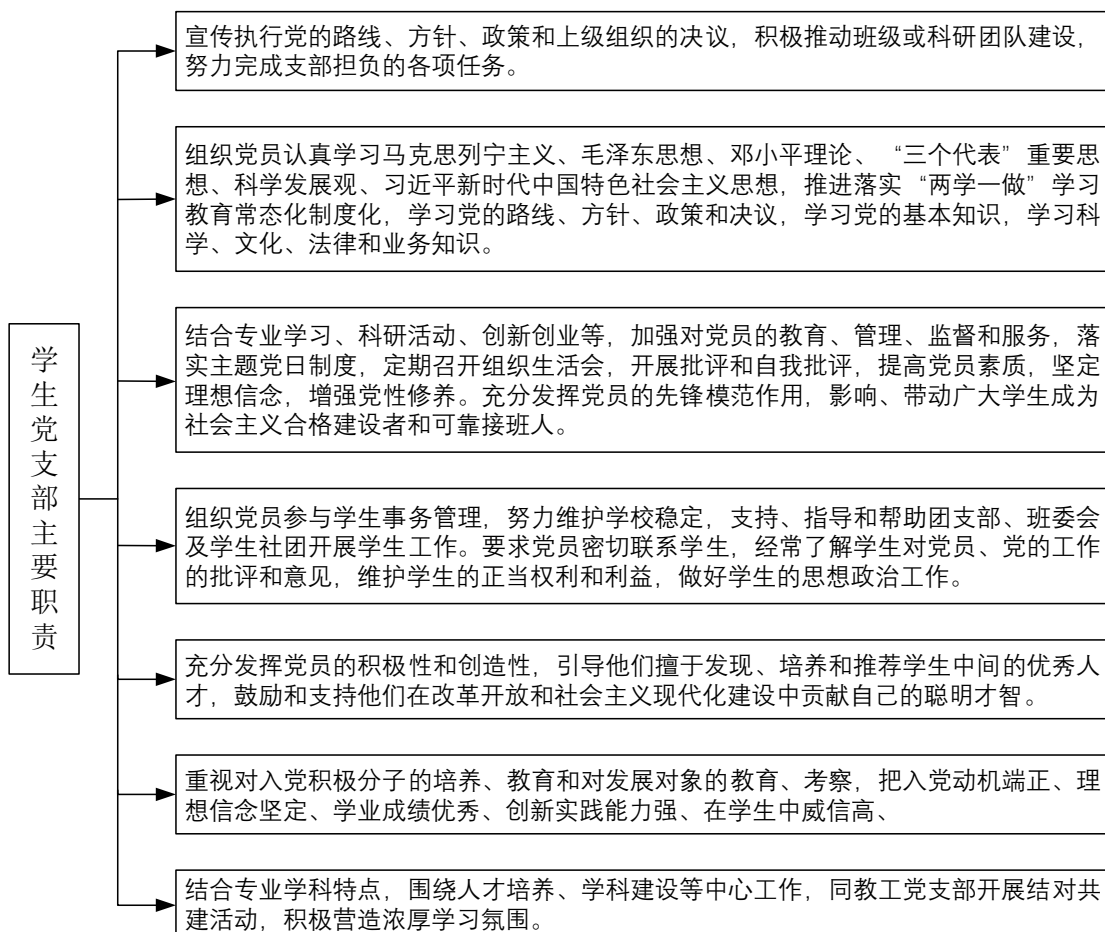 宣传执行党的路线、方针、政策和上级组织的决议，积极推动班级或科研团队建设，
努力完成支部担负的各项任务。
组织党员认真学习马克思列宁主义、毛泽东思想、邓小平理论、“三个代表”重要思
想、科学发展观、习近平新时代中国特色社会主义思想，推进落实“两学一做”学习
教育常态化制度化，学习党的路线、方针、政策和决议，学习党的基本知识，学习科
学、文化、法律和业务知识。
学生党支部主要职责
结合专业学习、科研活动、创新创业等，加强对党员的教育、管理、监督和服务，落
实主题党日制度，定期召开组织生活会，开展批评和自我批评，提高党员素质，坚定
理想信念，增强党性修养。充分发挥党员的先锋模范作用，影响、带动广大学生成为
社会主义合格建设者和可靠接班人。
组织党员参与学生事务管理，努力维护学校稳定，支持、指导和帮助团支部、班委会
及学生社团开展学生工作。要求党员密切联系学生，经常了解学生对党员、党的工作
的批评和意见，维护学生的正当权利和利益，做好学生的思想政治工作。
充分发挥党员的积极性和创造性，引导他们擅于发现、培养和推荐学生中间的优秀人
才，鼓励和支持他们在改革开放和社会主义现代化建设中贡献自己的聪明才智。
重视对入党积极分子的培养、教育和对发展对象的教育、考察，把入党动机端正、理
想信念坚定、学业成绩优秀、创新实践能力强、在学生中威信高、
结合专业学科特点，围绕人才培养、学科建设等中心工作，同教工党支部开展结对共
建活动，积极营造浓厚学习氛围。